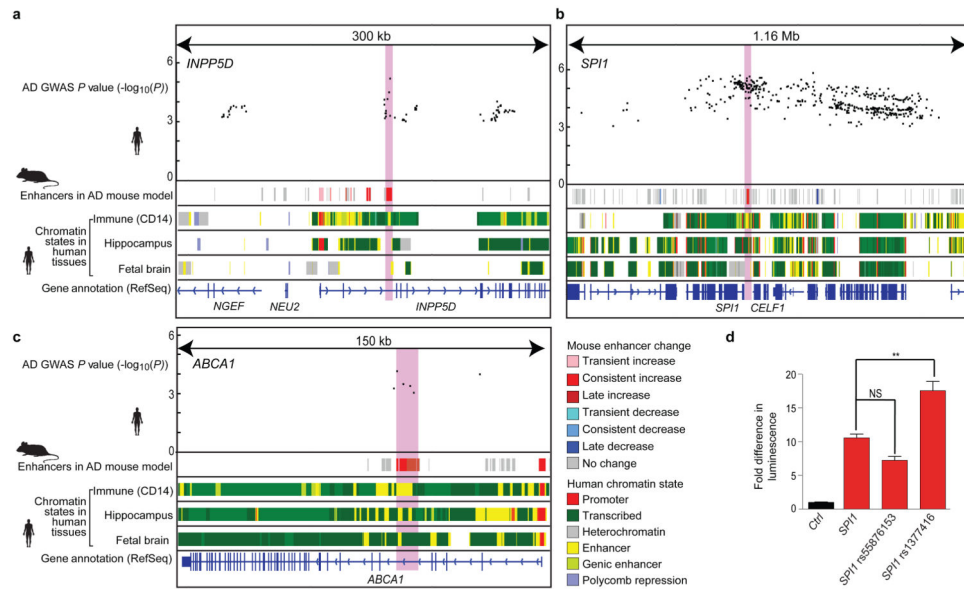 a
300 kb
INPP5D
6
AD GWAS P value (-log10(P))
3
0
Enhancers in AD mouse model
Chromatin states in human tissues
Immune (CD14)
Hippocampus
Fetal brain
Gene annotation (RefSeq)
NGEF NEU2 INPP5D
b
1.16 Mb
SPI1
6
3
0
SPI1 CELF1
c
150 kb
ABCA1
6
AD GWAS P value (-log10(P))
3
0
Enhancers in AD mouse model
Chromatin states in human tissues
Immune (CD14)
Hippocampus
Fetal brain
Gene annotation (RefSeq)
ABCA1
Mouse enhancer change
Transient increase
Consistent increase
Late increase
Transient decrease
Consistent decrease
Late decrease
No change
Human chromatin state
Promoter
Transcribed
Heterochromatin
Enhancer
Genic enhancer
Polycomb repression
d
Fold difference in
luminescence
20
15
10
5
0
**
NS
Ctrl
SPI1
SPI1 rs55876153
SPI1 rs1377416